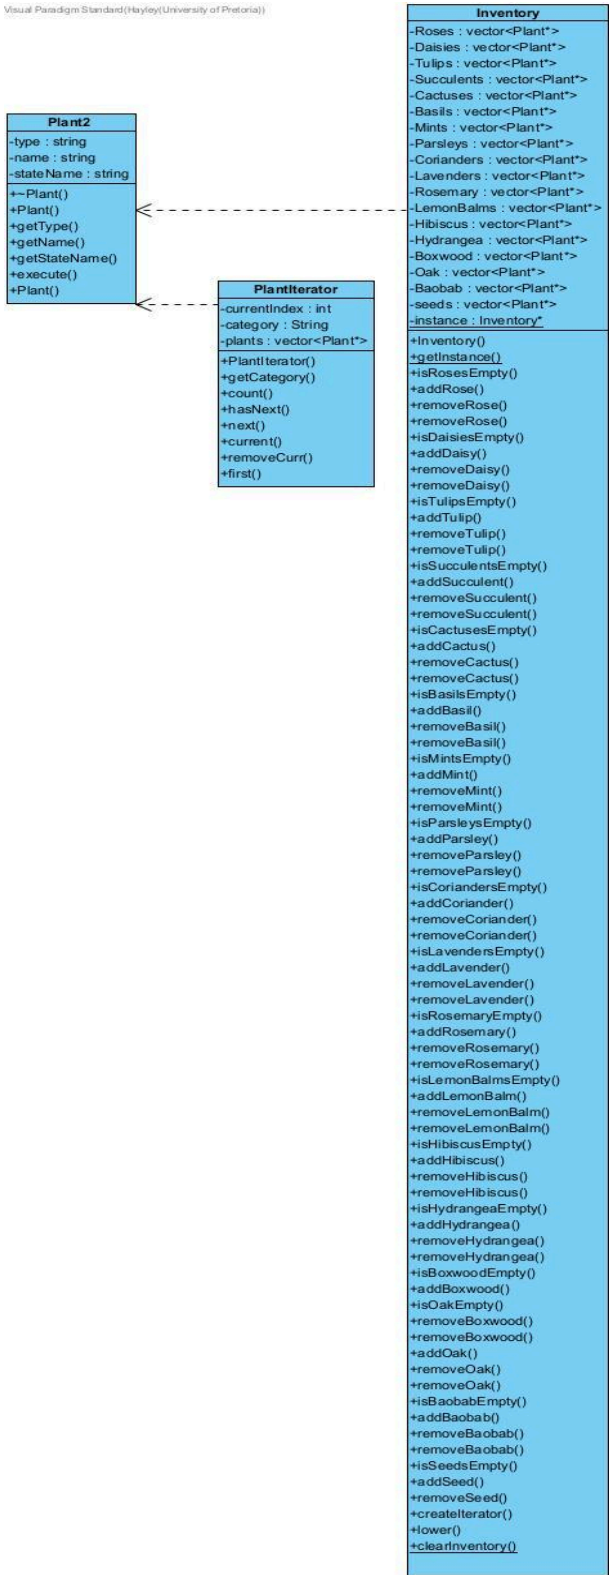 Visual Paradigm Standard(Hayley(University of Pretoria))
Plant2
-type : string
-name : string
-stateName : string
+~Plant()
+Plant()
+getType()
+getName()
+getStateName()
+execute()
+Plant()
PlantIterator
-currentIndex : int
-category : String
-plants : vector<Plant*>
+PlantIterator()
+getCategory()
+count()
+hasNext()
+next()
+current()
+removeCurr()
+first()
Inventory
-Roses : vector<Plant*>
-Daisies : vector<Plant*>
-Tulips : vector<Plant*>
-Succulents : vector<Plant*>
-Cactuses : vector<Plant*>
-Basils : vector<Plant*>
-Mints : vector<Plant*>
-Parsleys : vector<Plant*>
-Corianders : vector<Plant*>
-Lavenders : vector<Plant*>
-Rosemary : vector<Plant*>
-LemonBalms : vector<Plant*>
-Hibiscus : vector<Plant*>
-Hydrangea : vector<Plant*>
-Boxwood : vector<Plant*>
-Oak : vector<Plant*>
-Baobab : vector<Plant*>
-seeds : vector<Plant*>
-instance : Inventory*
+Inventory()
+getInstance()
+isRosesEmpty()
+addRose()
+removeRose()
+removeRose()
+isDaisiesEmpty()
+addDaisy()
+removeDaisy()
+removeDaisy()
+isTulipsEmpty()
+addTulip()
+removeTulip()
+removeTulip()
+isSucculentsEmpty()
+addSucculent()
+removeSucculent()
+removeSucculent()
+isCactusesEmpty()
+addCactus()
+removeCactus()
+removeCactus()
+isBasilsEmpty()
+addBasil()
+removeBasil()
+removeBasil()
+isMintsEmpty()
+addMint()
+removeMint()
+removeMint()
+isParsleysEmpty()
+addParsley()
+removeParsley()
+removeParsley()
+isCoriandersEmpty()
+addCoriander()
+removeCoriander()
+removeCoriander()
+isLavendersEmpty()
+addLavender()
+removeLavender()
+removeLavender()
+isRosemaryEmpty()
+addRosemary()
+removeRosemary()
+removeRosemary()
+isLemonBalmsEmpty()
+addLemonBalm()
+removeLemonBalm()
+removeLemonBalm()
+isHibiscusEmpty()
+addHibiscus()
+removeHibiscus()
+removeHibiscus()
+isHydrangeaEmpty()
+addHydrangea()
+removeHydrangea()
+removeHydrangea()
+isBoxwoodEmpty()
+addBoxwood()
+isOakEmpty()
+removeBoxwood()
+removeBoxwood()
+addOak()
+removeOak()
+removeOak()
+isBaobabEmpty()
+addBaobab()
+removeBaobab()
+removeBaobab()
+isSeedsEmpty()
+addSeed()
+removeSeed()
+createIterator()
+lower()
+clearInventory()